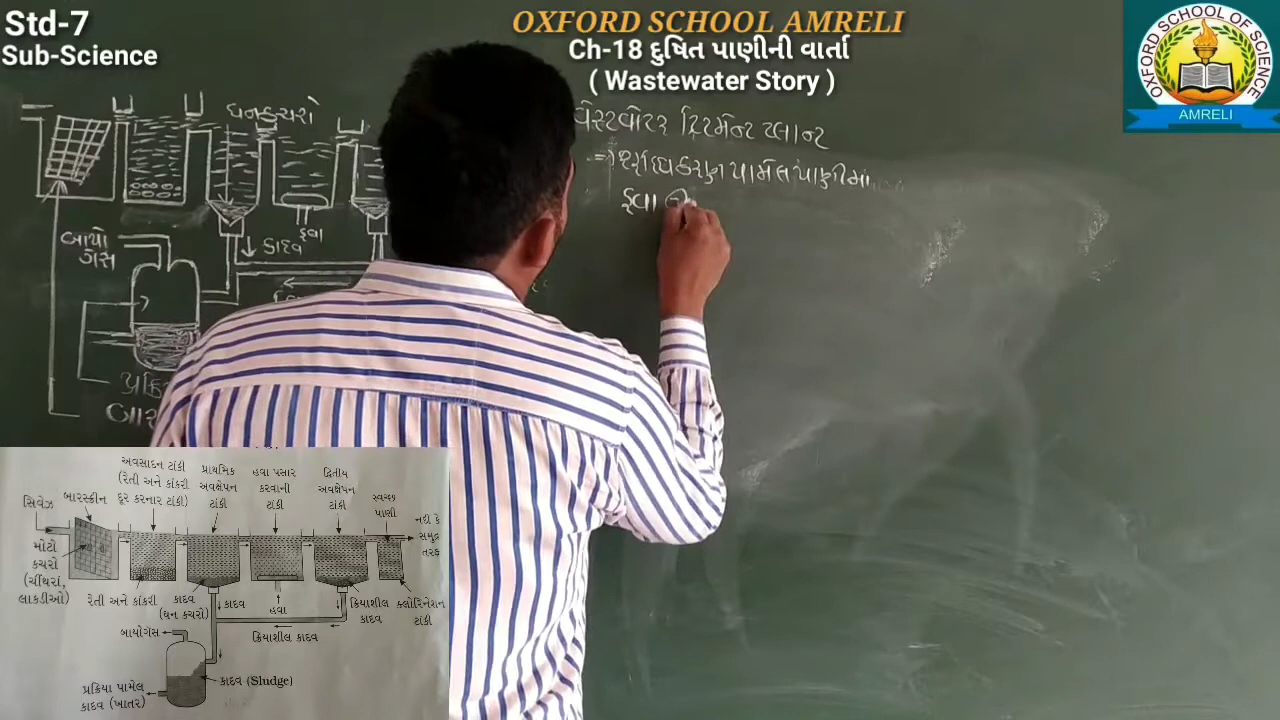 Std-7
Sub-Science
OXFORD SCHOOL AMRELI
Ch-18 દુષિત પાણીની વાર્તા
( Wastewater Story )
OXFORD SCHOOL OF SCIENCE
AMRELI
ઘનકચરો
હવા
કાદવ
બાયો
ગેસ
વેસ્ટવોટર ટ્રિટમેન્ટ પ્લાન્ટ
પામેલ પાણીમાં
હવા
અવસાદન ટાંકી
(રેતી અને કાંકરી
દૂર કરનાર ટાંકી)
પ્રાથમિક
અવક્ષેપન
ટાંકી
હવા પસાર
કરવાની
ટાંકી
દ્વિતીય
અવક્ષેપન
ટાંકી
સ્વચ્છ
પાણી
નદી કે
સમુદ્ર
તરફ
સિવેઝ
બારસ્ક્રીન
મોટો
કચરો
(ચીંથરાં,
લાકડીઓ)
રેતી અને કાંકરી
કાદવ
(ઘન કચરો)
કાદવ
હવા
ક્રિયાશીલ
કાદવ
ક્લોરિનેશન
ટાંકી
ક્રિયાશીલ કાદવ
બાયોગેસ
કાદવ (Sludge)
પ્રક્રિયા પામેલ
કાદવ (ખાતર)